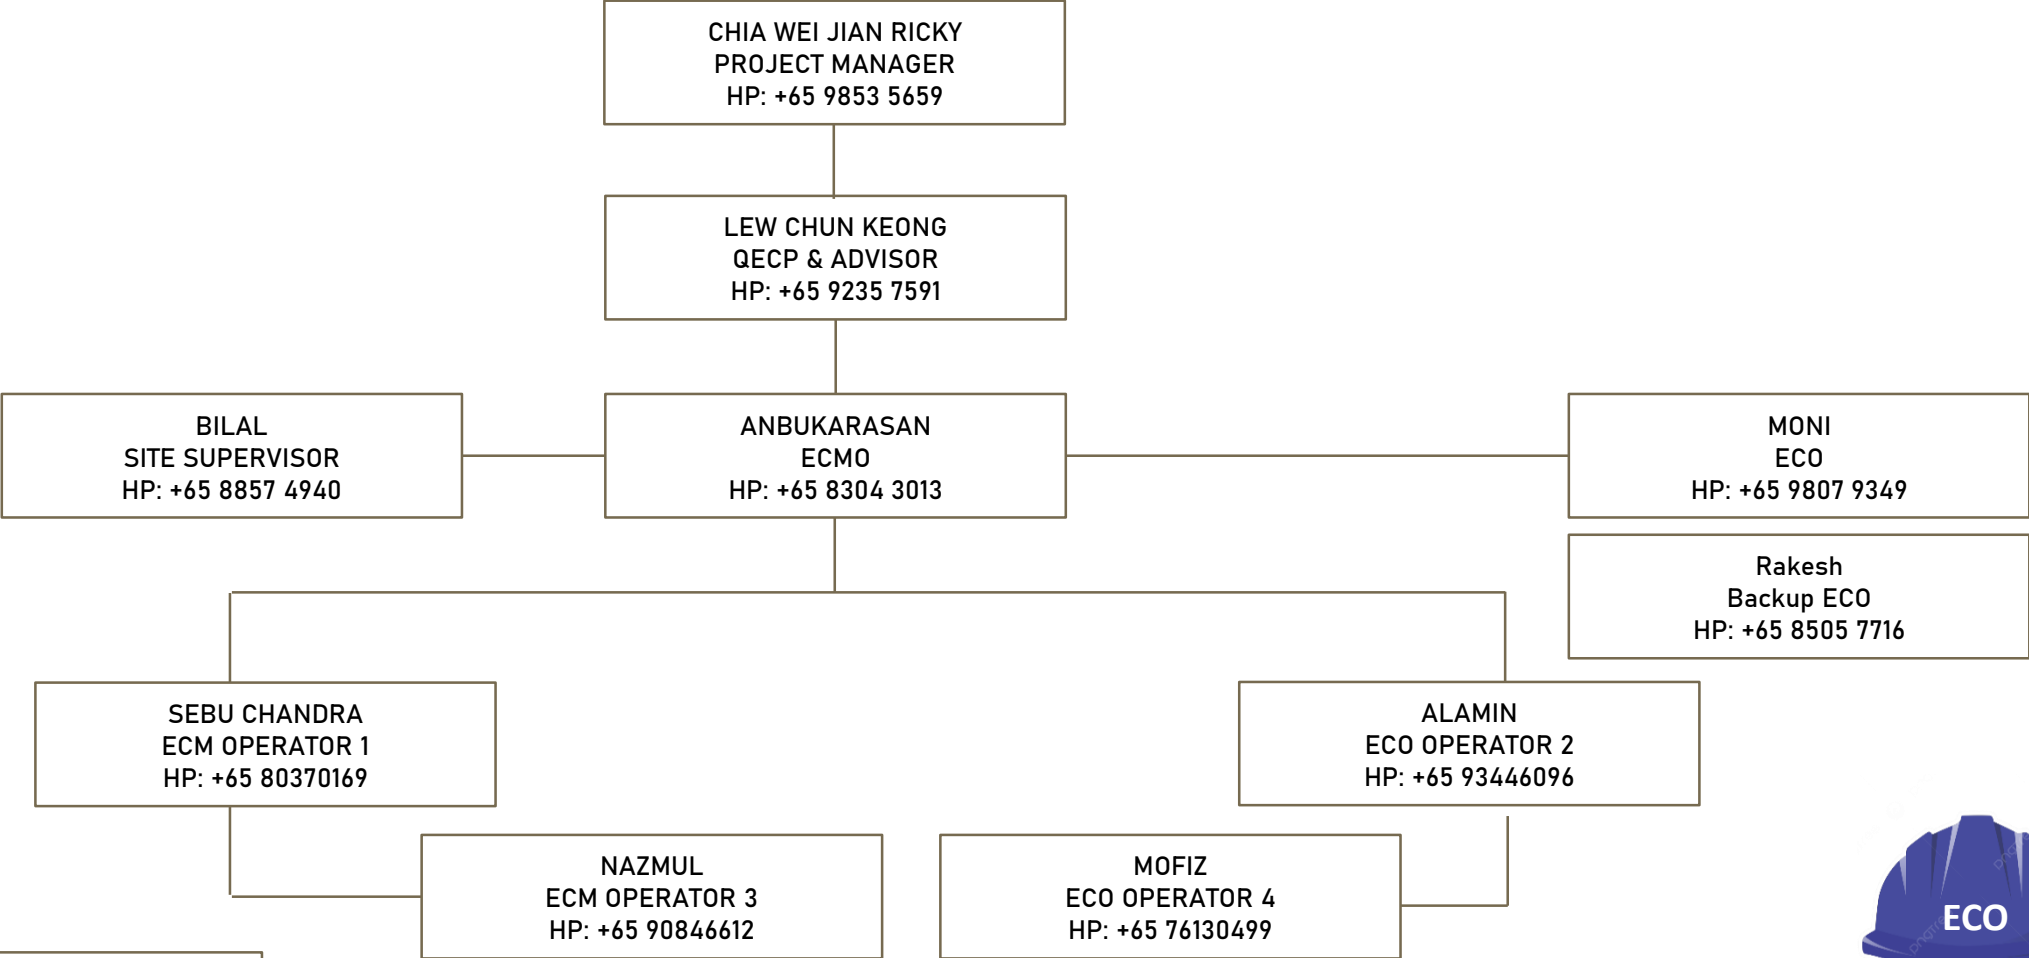 CHIA WEI JIAN RICKY
PROJECT MANAGER
HP: +65 9853 5659
LEW CHUN KEONG
QECP & ADVISOR
HP: +65 9235 7591
BILAL
SITE SUPERVISOR
HP: +65 8857 4940
ANBUKARASAN
ECMO
HP: +65 8304 3013
MONI
ECO
HP: +65 9807 9349
Rakesh
Backup ECO
HP: +65 8505 7716
SEBU CHANDRA
ECM OPERATOR 1
HP: +65 80370169
ALAMIN
ECO OPERATOR 2
HP: +65 93446096
NAZMUL
ECM OPERATOR 3
HP: +65 90846612
MOFIZ
ECO OPERATOR 4
HP: +65 76130499
ECO